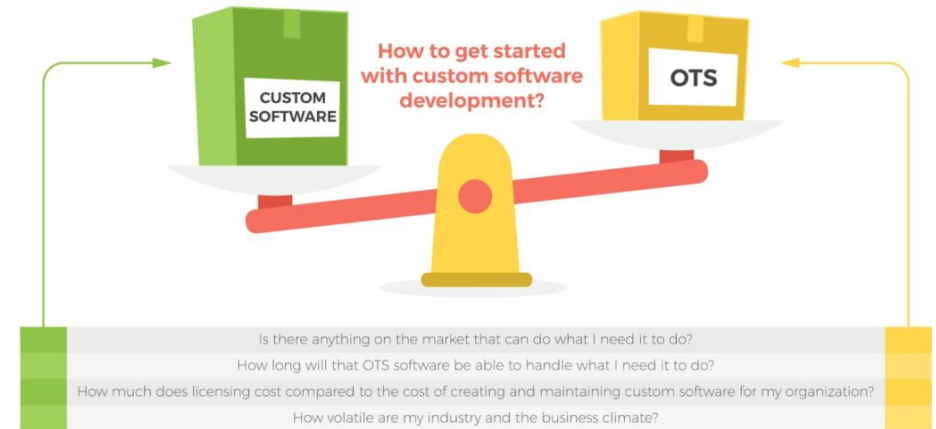 How to get started
with custom software
development?
CUSTOM
SOFTWARE
OTS
Is there anything on the market that can do what I need it to do?
How long will that OTS software be able to handle what I need it to do?
How much does licensing cost compared to the cost of creating and maintaining custom software for my organization?
How volatile are my industry and the business climate?